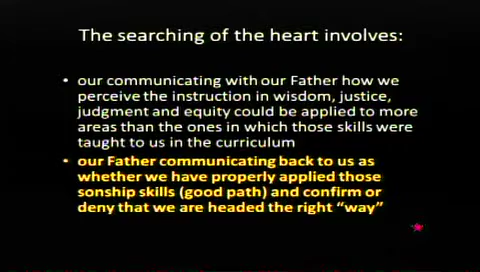 The searching of the heart involves:
• our communicating with our Father how we
perceive the instruction in wisdom, justice,
judgment and equity could be applied to more
areas than the ones in which those skills were
taught to us in the curriculum
• our Father communicating back to us as
whether we have properly applied those
sonship skills (good path) and confirm or
deny that we are headed the right “way”